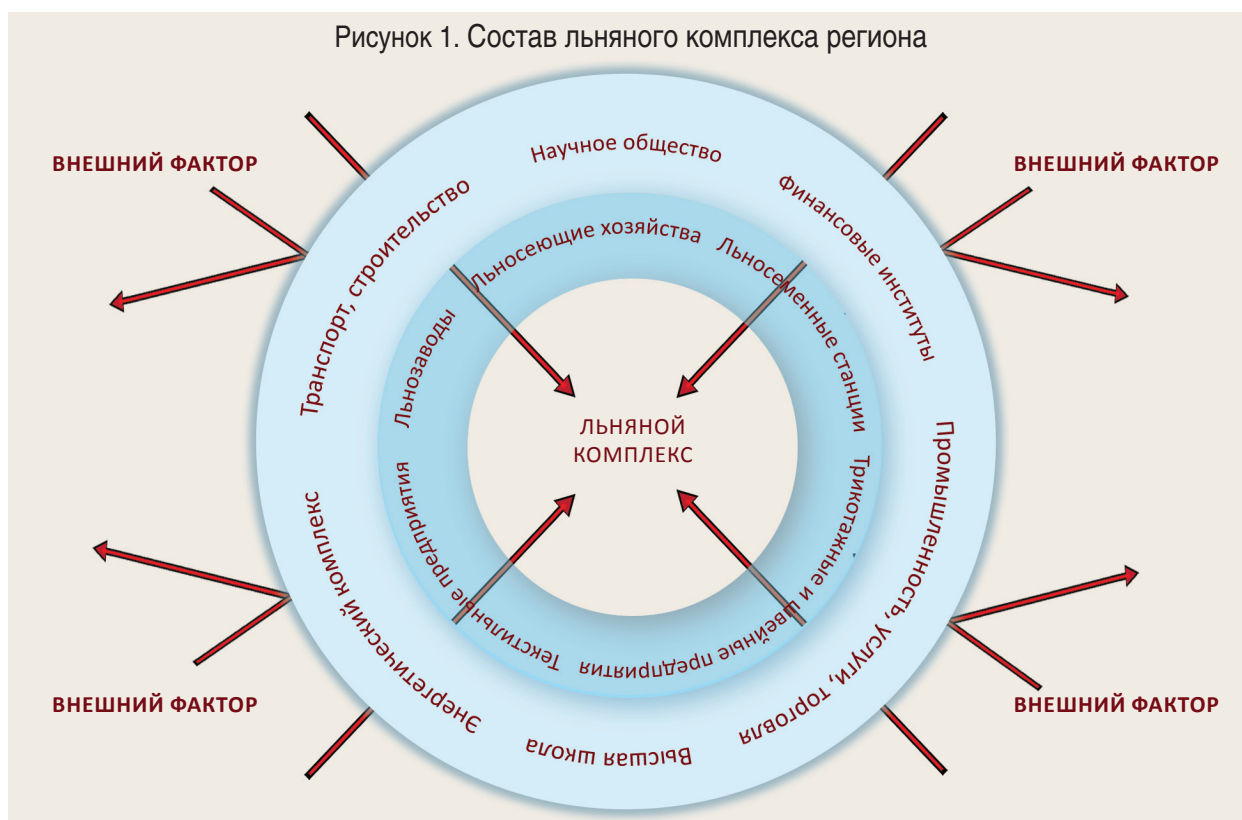 Рисунок 1. Состав льняного комплекса региона
ВНЕШНИЙ ФАКТОР
ВНЕШНИЙ ФАКТОР
Научное общество
Финансовые институты
Промышленность, услуги, торговля
Высшая школа
Энергетический комплекс
Транспорт, строительство
Льносеющие хозяйства
Льносеменные станции
Трикотажные и швейные предприятия
Текстильные предприятия
Льнозаводы
ЛЬНЯНОЙ
КОМПЛЕКС
ВНЕШНИЙ ФАКТОР
ВНЕШНИЙ ФАКТОР